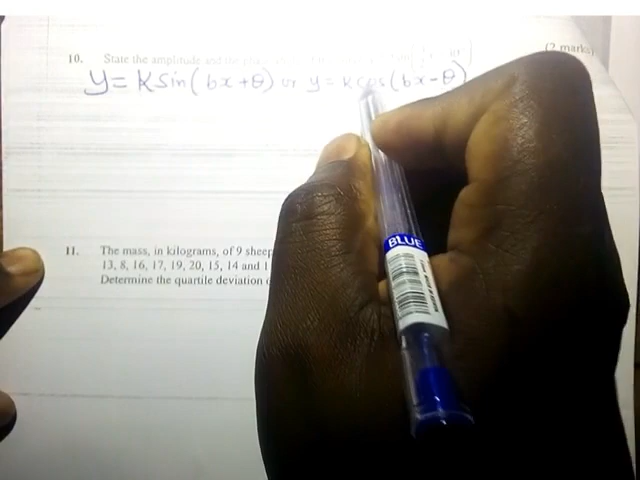 10. State the amplitude and the phase (2 marks)
y = K sin ( bx + θ ) or y = k cos ( bx - θ )
11. The mass, in kilograms, of 9 sheep
13, 8, 16, 17, 19, 20, 15, 14 and 1
Determine the quartile deviation
BLUE